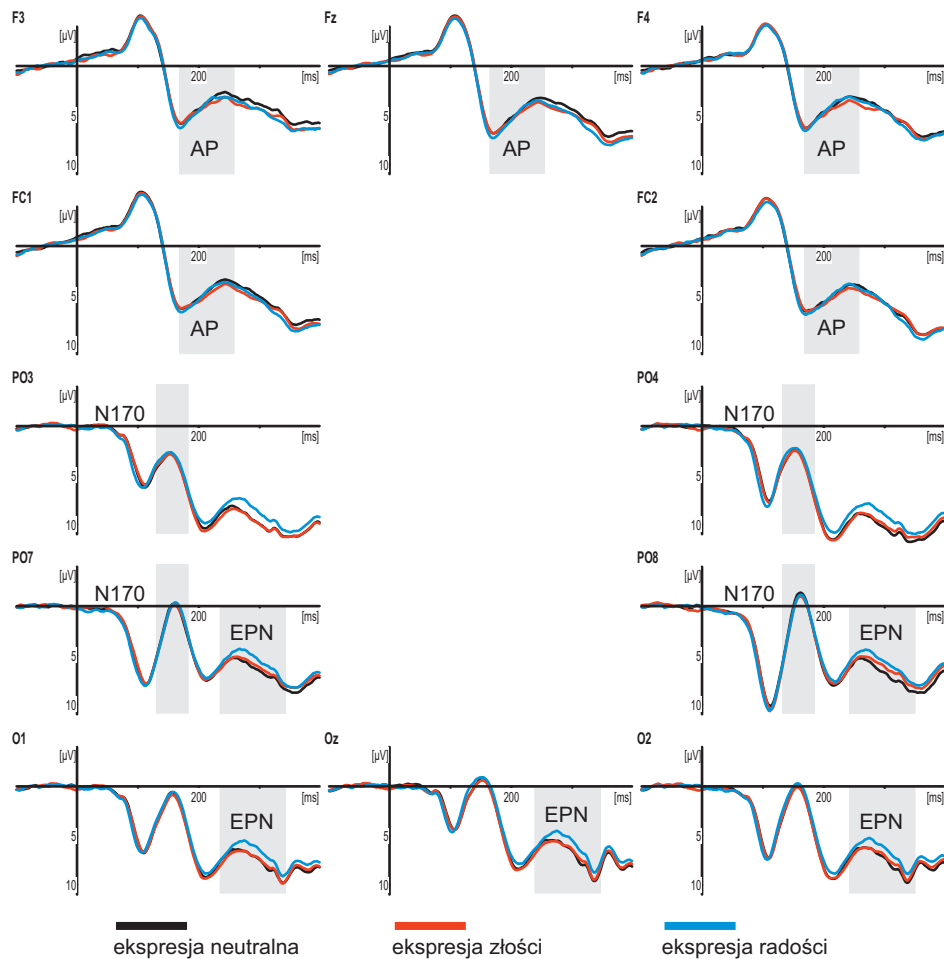 F3 Fz F4
[µV] [µV] [µV]
200 [ms] 200 [ms] 200 [ms]
5 5 5
AP AP AP
10 10 10
FC1 FC2
[µV] [µV]
200 [ms] 200 [ms]
5 5
AP AP
10 10
PO3 PO4
[µV] [µV]
N170 N170
200 [ms] 200 [ms]
5 5
10 10
PO7 PO8
[µV] [µV]
N170 N170
200 [ms] 200 [ms]
EPN EPN
5 5
10 10
O1 Oz O2
[µV] [µV] [µV]
200 [ms] 200 [ms] 200 [ms]
EPN EPN EPN
5 5 5
10 10 10
ekspresja neutralna ekspresja złości ekspresja radości